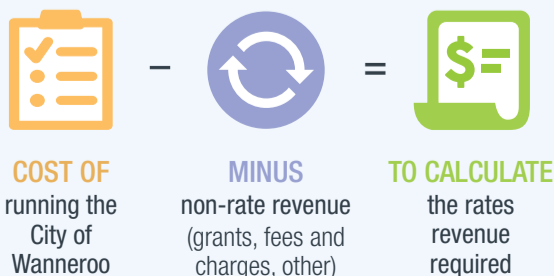 –
=
$
COST OF
running the
City of
Wanneroo
MINUS
non-rate revenue
(grants, fees and
charges, other)
TO CALCULATE
the rates
revenue
required